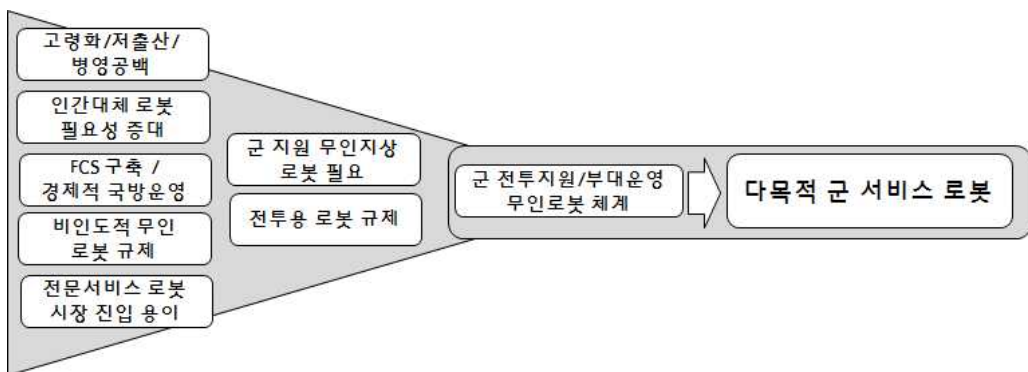 고령화/저출산/
병영공백
인간대체 로봇
필요성 증대
FCS 구축 /
경제적 국방운영
비인도적 무인
로봇 규제
전문서비스 로봇
시장 진입 용이
군 지원 무인지상
로봇 필요
전투용 로봇 규제
군 전투지원/부대운영
무인로봇 체계
다목적 군 서비스 로봇